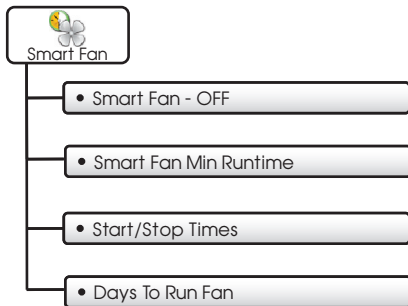 Smart Fan
• Smart Fan - OFF
• Smart Fan Min Runtime
• Start/Stop Times
• Days To Run Fan